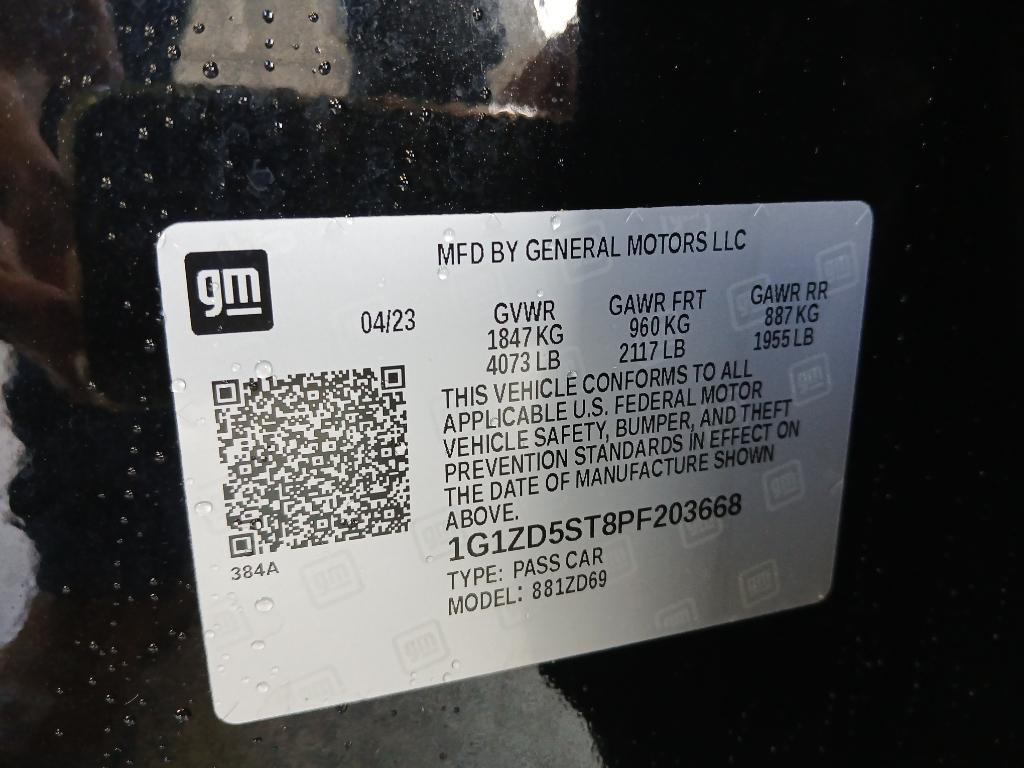 gm
MFD BY GENERAL MOTORS LLC
04/23
GVWR
1847 KG
4073 LB
GAWR FRT
960 KG
2117 LB
GAWR RR
887 KG
1955 LB
THIS VEHICLE CONFORMS TO ALL
APPLICABLE U.S. FEDERAL MOTOR
VEHICLE SAFETY, BUMPER, AND THEFT
PREVENTION STANDARDS IN EFFECT ON
THE DATE OF MANUFACTURE SHOWN
ABOVE.
1G1ZD5ST8PF203668
TYPE: PASS CAR
MODEL: 881ZD69
384A